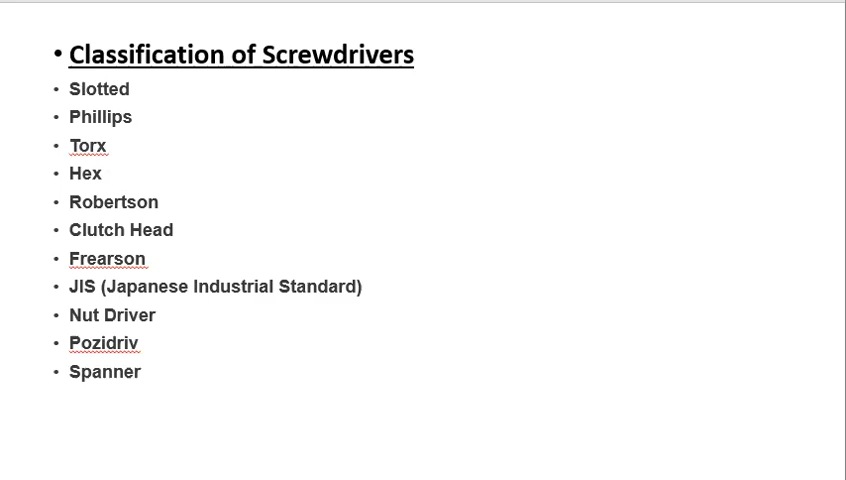 • Classification of Screwdrivers
• Slotted
• Phillips
• Torx
• Hex
• Robertson
• Clutch Head
• Frearson
• JIS (Japanese Industrial Standard)
• Nut Driver
• Pozidriv
• Spanner